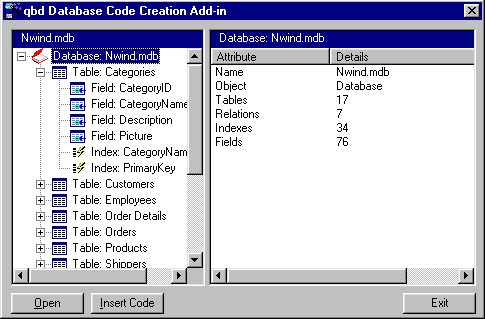 qbd Database Code Creation Add-in
Nwind.mdb
Database: Nwind.mdb
Table: Categories
Field: CategoryID
Field: CategoryName
Field: Description
Field: Picture
Index: CategoryNam
Index: PrimaryKey
Table: Customers
Table: Employees
Table: Order Details
Table: Orders
Table: Products
Table: Shippers
Database: Nwind.mdb
Attribute Details
Name Nwind.mdb
Object Database
Tables 17
Relations 7
Indexes 34
Fields 76
Open Insert Code Exit